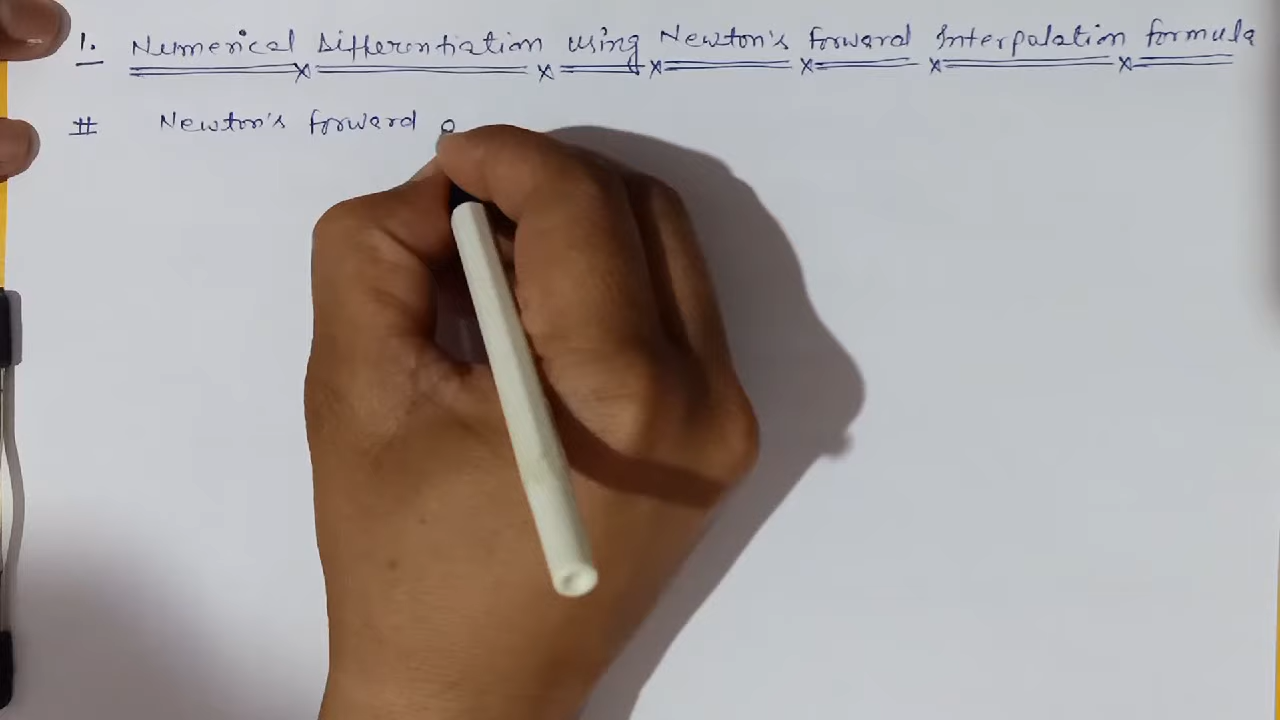 1. Numerical Differentiation using Newton's forward Interpolation formula
# Newton's forward